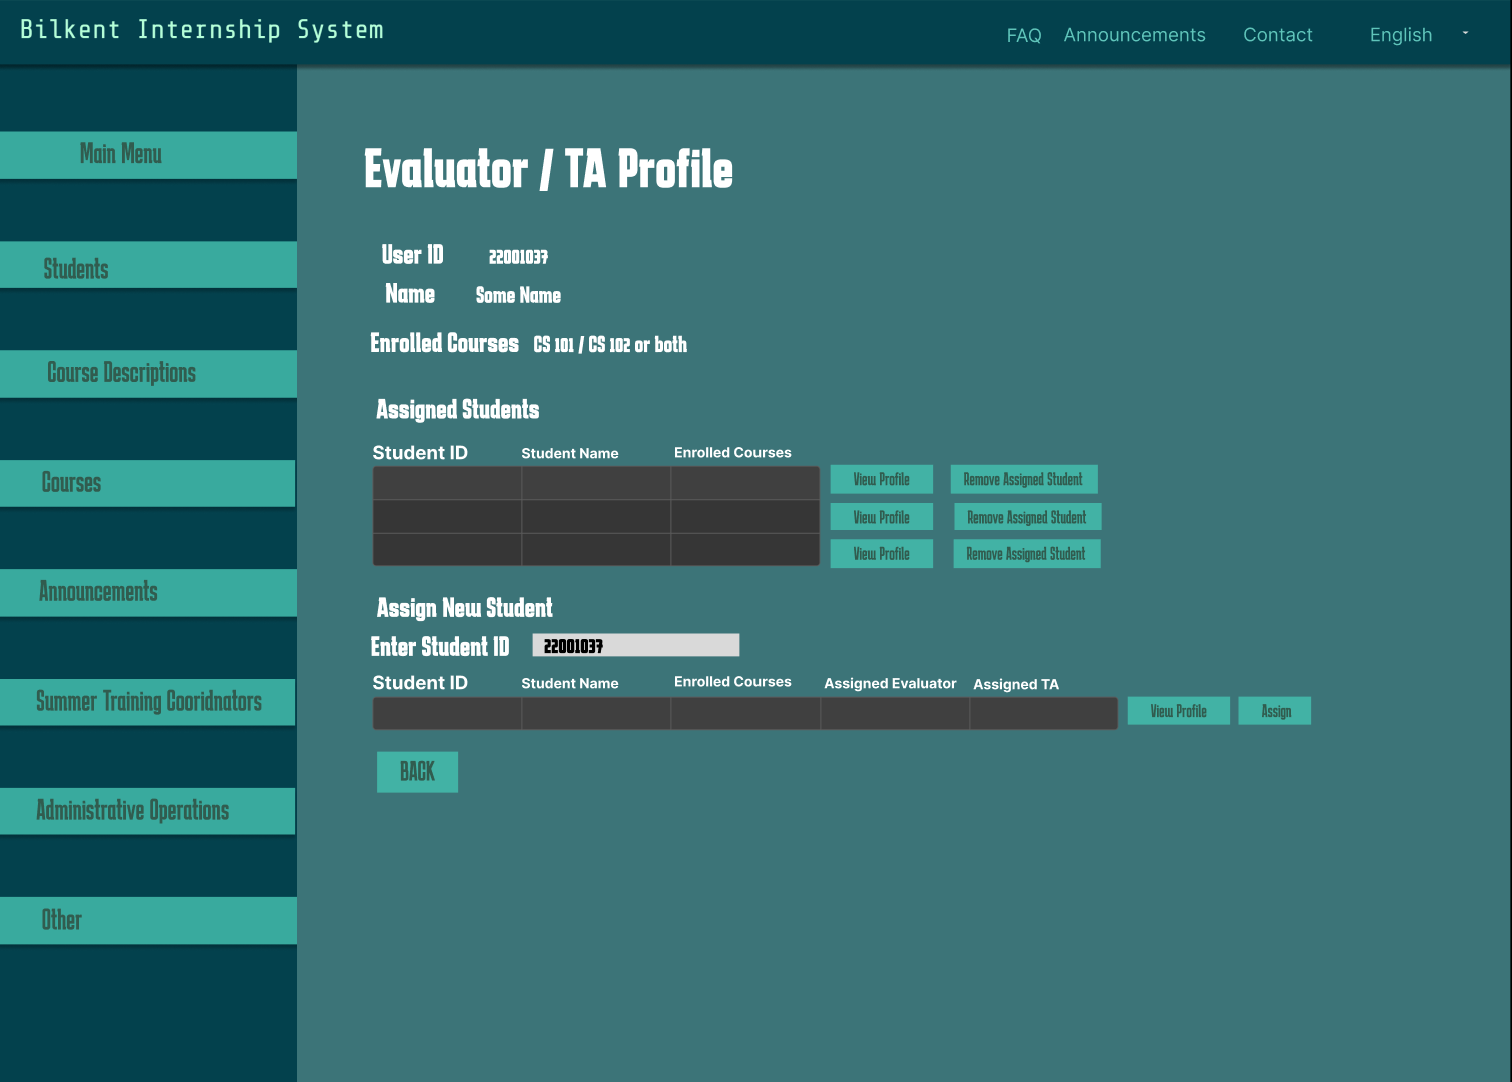 Bilkent Internship System
FAQ Announcements Contact English
Main Menu
Students
Course Descriptions
Courses
Announcements
Summer Training Cooridnators
Administrative Operations
Other
Evaluator / TA Profile
User ID 22001037
Name Some Name
Enrolled Courses CS 101 / CS 102 or both
Assigned Students
Student ID Student Name Enrolled Courses
View Profile Remove Assigned Student
View Profile Remove Assigned Student
View Profile Remove Assigned Student
Assign New Student
Enter Student ID 22001037
Student ID Student Name Enrolled Courses Assigned Evaluator Assigned TA
View Profile Assign
BACK